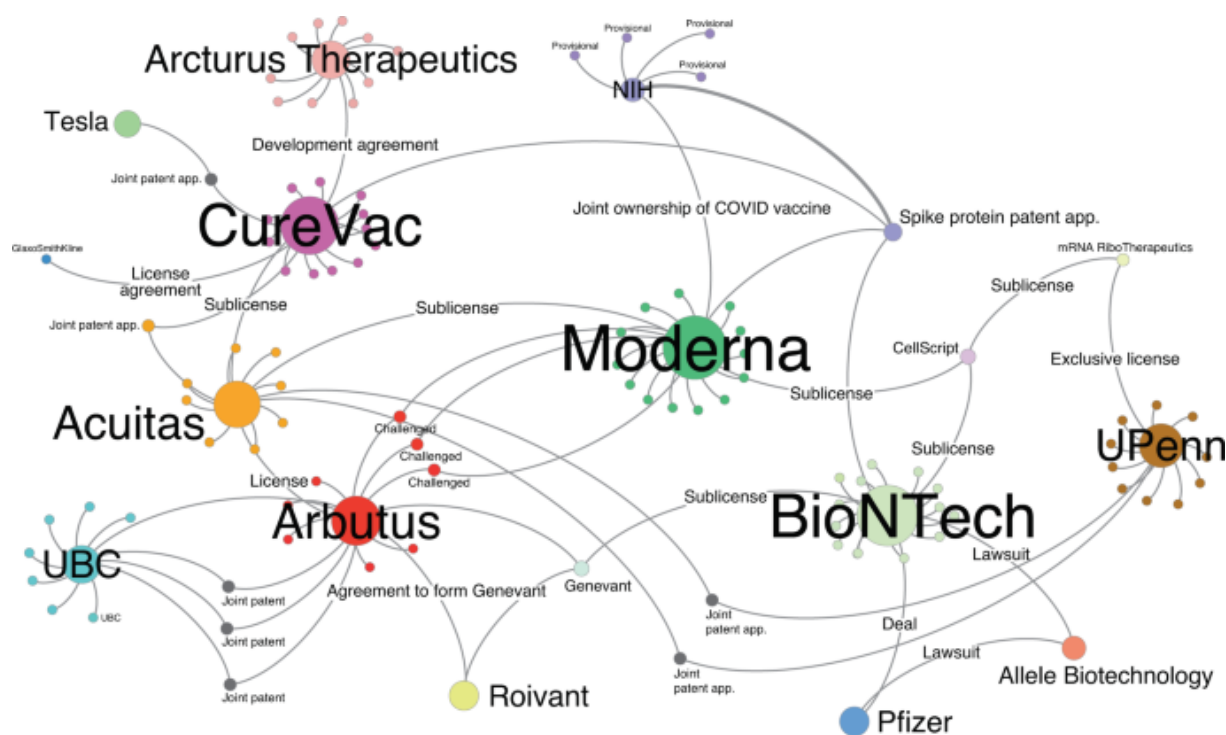 Provisional
Provisional
Provisional
Provisional
Arcturus Therapeutics
NIH
Tesla
Development agreement
Joint patent app.
CureVac
Joint ownership of COVID vaccine
Spike protein patent app.
GlaxoSmithKline
mRNA RiboTherapeutics
License
agreement
Sublicense
Sublicense
Sublicense
Joint patent app.
Moderna
CellScript
Exclusive license
Sublicense
Acuitas
Challenged
Challenged
Challenged
Sublicense
UPenn
License
Sublicense
Arbutus
BioNTech
UBC
Lawsuit
Agreement to form Genevant
Genevant
Joint patent
UBC
Joint
patent app.
Deal
Joint patent
Lawsuit
Joint
patent app.
Allele Biotechnology
Joint patent
Roivant
Pfizer